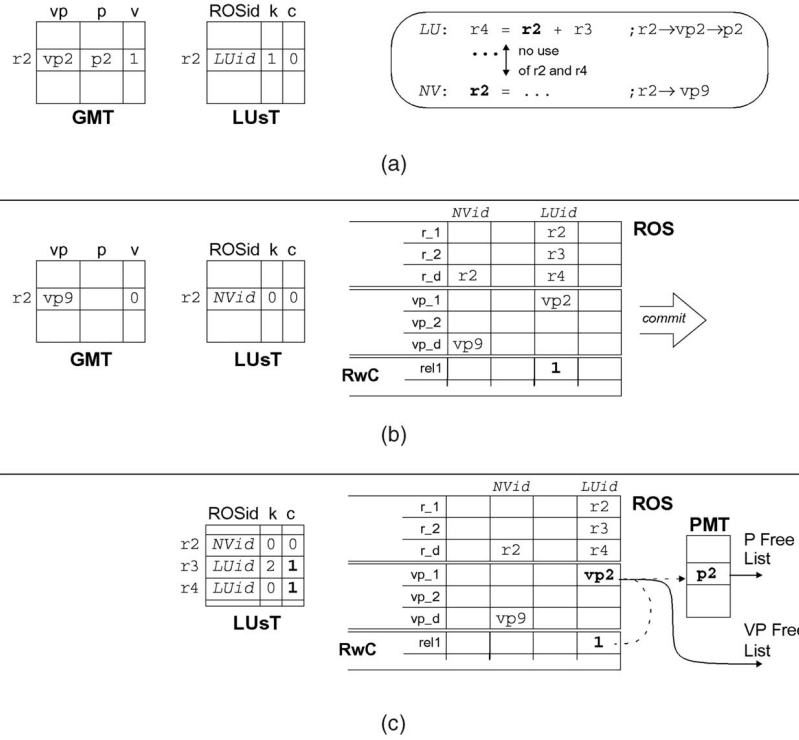 vp p v
r2 vp2 p2 1
GMT
ROSid k c
r2 LUid 1 0
LUsT
LU: r4 = r2 + r3 ;r2→vp2→p2
... no use
of r2 and r4
NV: r2 = ... ;r2→vp9
(a)
vp p v
r2 vp9 0
GMT
ROSid k c
r2 NVid 0 0
LUsT
NVid LUid
ROS
r_1 r2
r_2 r3
r_d r2 r4
vp_1 vp2
vp_2
vp_d vp9
RwC rel1 1
commit
(b)
ROSid k c
r2 NVid 0 0
r3 LUid 2 1
r4 LUid 0 1
LUsT
NVid LUid
ROS
r_1 r2
r_2 r3
r_d r2 r4
vp_1 vp2
vp_2
vp_d vp9
RwC rel1 1
PMT
p2
P Free
List
VP Free
List
(c)